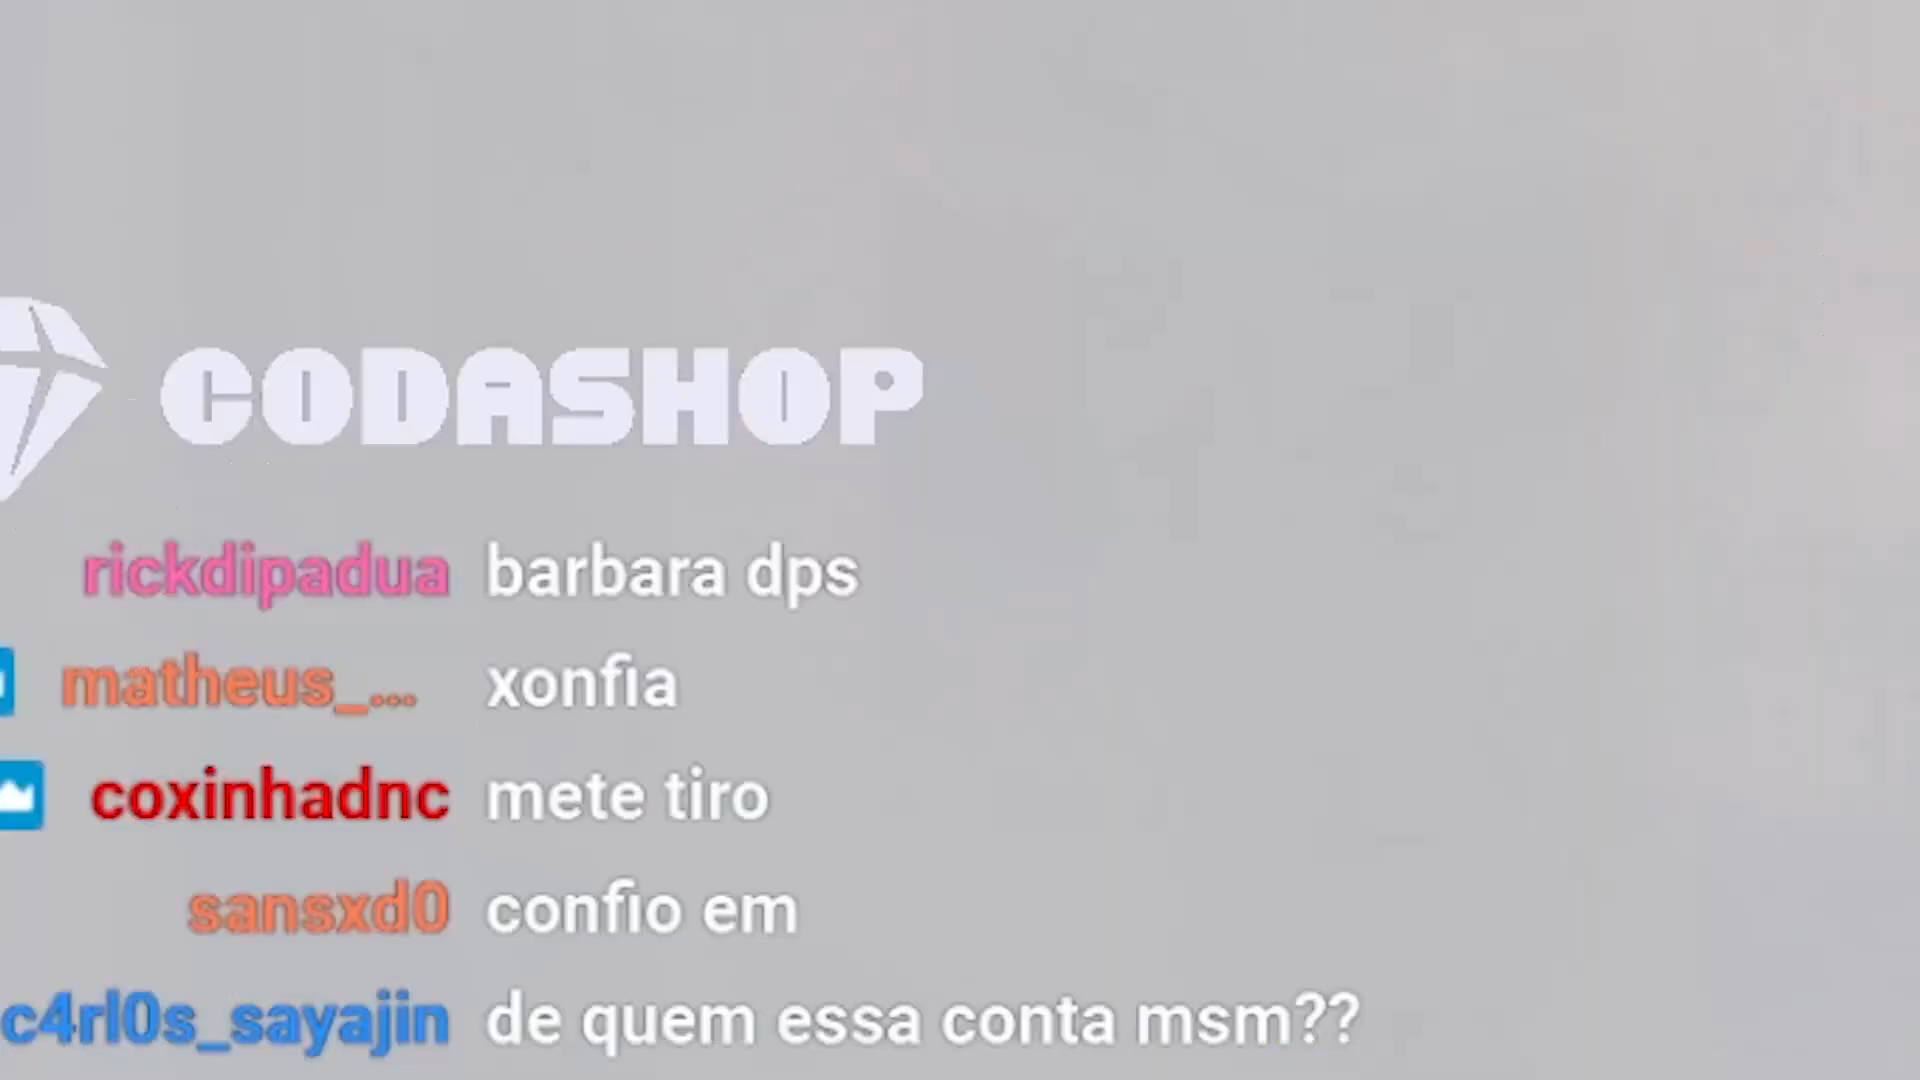 CODASHOP
rickdipadua barbara dps
matheus_... xonfia
coxinhadnc mete tiro
sansxd0 confio em
c4rl0s_sayajin de quem essa conta msm??